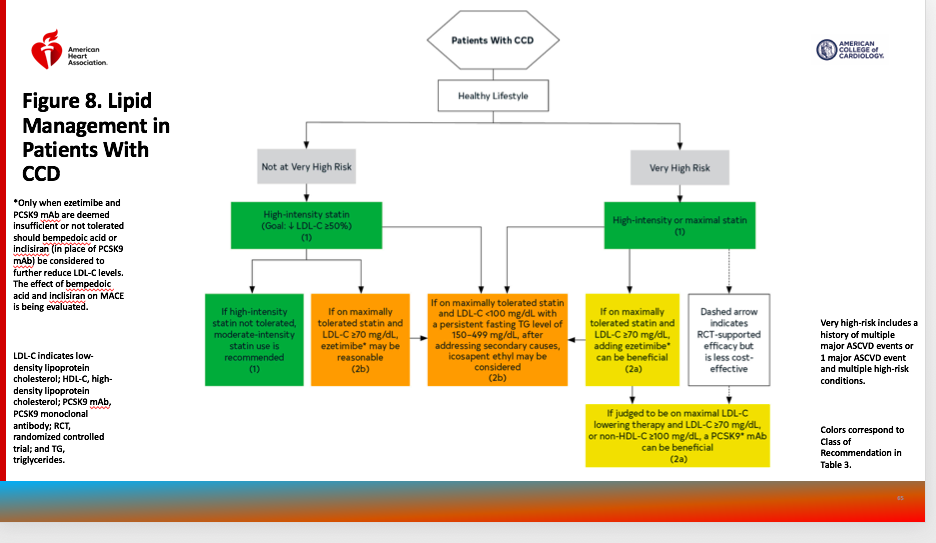 American
Heart
Association.
AMERICAN
COLLEGE of
CARDIOLOGY.
Figure 8. Lipid
Management in
Patients With
CCD
*Only when ezetimibe and
PCSK9 mAb are deemed
insufficient or not tolerated
should bempedoic acid or
inclisiran (in place of PCSK9
mAb) be considered to
further reduce LDL-C levels.
The effect of bempedoic
acid and inclisiran on MACE
is being evaluated.
LDL-C indicates low-
density lipoprotein
cholesterol; HDL-C, high-
density lipoprotein
cholesterol; PCSK9 mAb,
PCSK9 monoclonal
antibody; RCT,
randomized controlled
trial; and TG,
triglycerides.
Patients With CCD
Healthy Lifestyle
Not at Very High Risk
Very High Risk
High-intensity statin
(Goal: ↓ LDL-C ≥50%)
(1)
High-intensity or maximal statin
(1)
If high-intensity
statin not tolerated,
moderate-intensity
statin use is
recommended
(1)
If on maximally
tolerated statin and
LDL-C ≥70 mg/dL,
ezetimibe* may be
reasonable
(2b)
If on maximally tolerated statin
and LDL-C <100 mg/dL with
a persistent fasting TG level of
150–499 mg/dL, after
addressing secondary causes,
icosapent ethyl may be
considered
(2b)
If on maximally
tolerated statin and
LDL-C ≥70 mg/dL,
adding ezetimibe*
can be beneficial
(2a)
Dashed arrow
indicates
RCT-supported
efficacy but
is less cost-
effective
If judged to be on maximal LDL-C
lowering therapy and LDL-C ≥70 mg/dL,
or non-HDL-C ≥100 mg/dL, a PCSK9* mAb
can be beneficial
(2a)
Very high-risk includes a
history of multiple
major ASCVD events or
1 major ASCVD event
and multiple high-risk
conditions.
Colors correspond to
Class of
Recommendation in
Table 3.